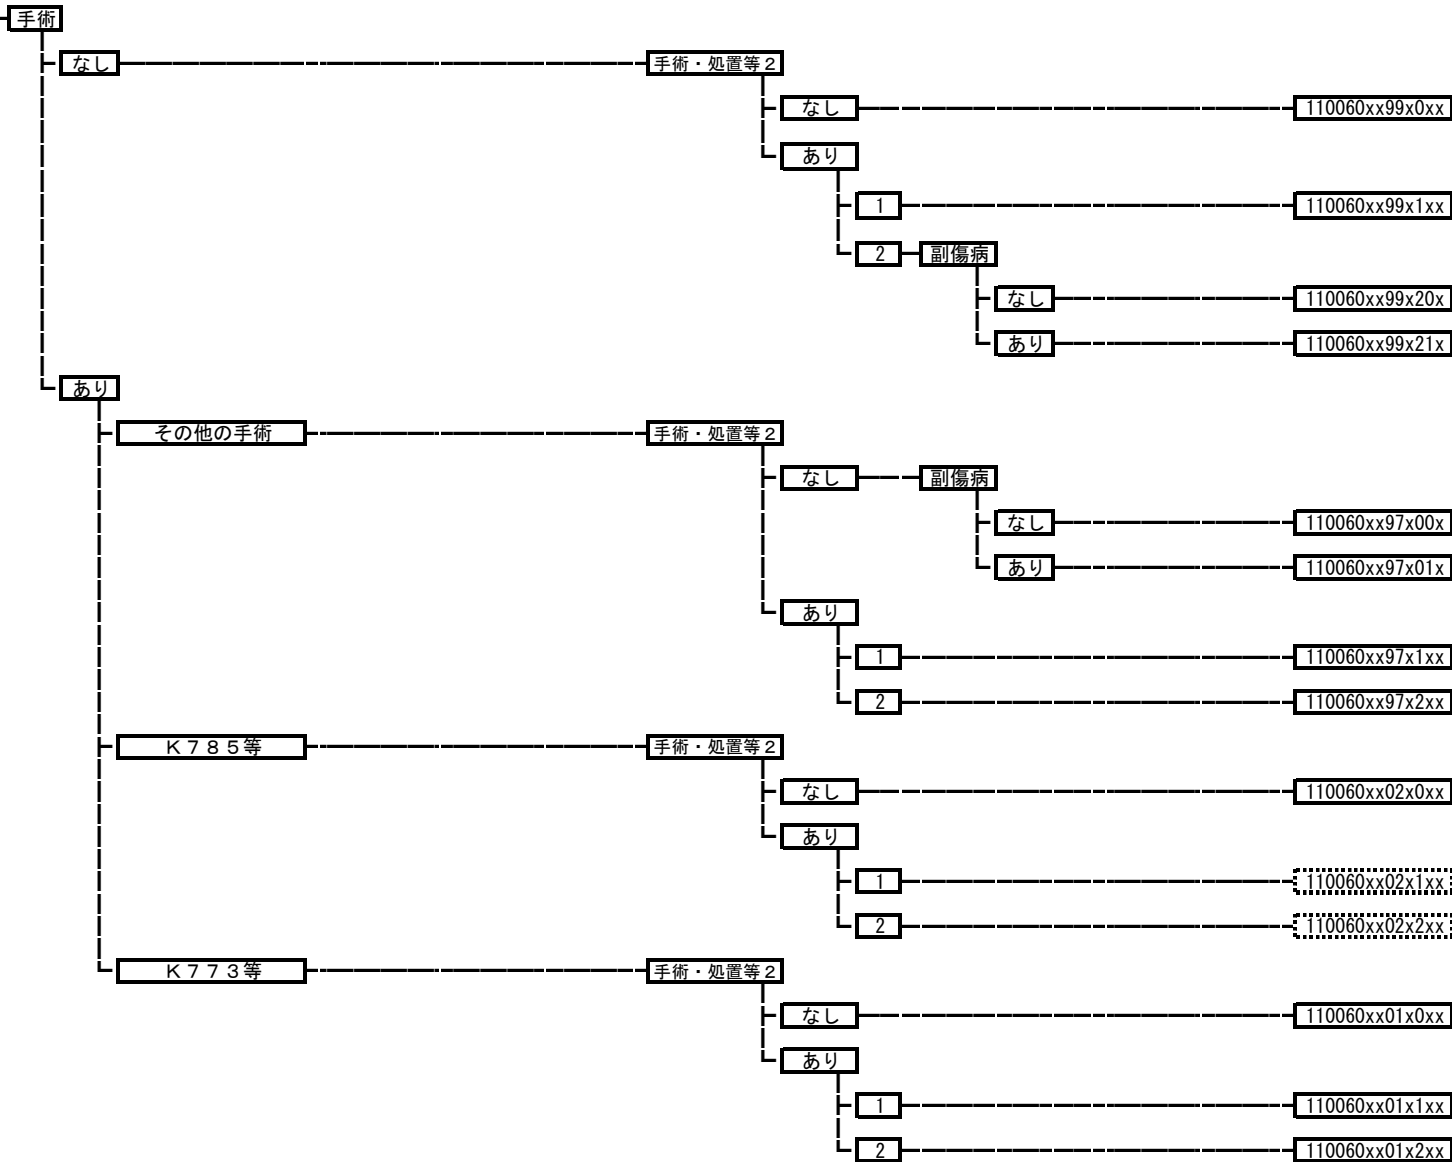 手術
なし 手術・処置等2
なし 110060xx99x0xx
あり
1 110060xx99x1xx
2 副傷病
なし 110060xx99x20x
あり 110060xx99x21x
あり
その他の手術 手術・処置等2
なし 副傷病
なし 110060xx97x00x
あり 110060xx97x01x
あり
1 110060xx97x1xx
2 110060xx97x2xx
K785等 手術・処置等2
なし 110060xx02x0xx
あり
1 110060xx02x1xx
2 110060xx02x2xx
K773等 手術・処置等2
なし 110060xx01x0xx
あり
1 110060xx01x1xx
2 110060xx01x2xx